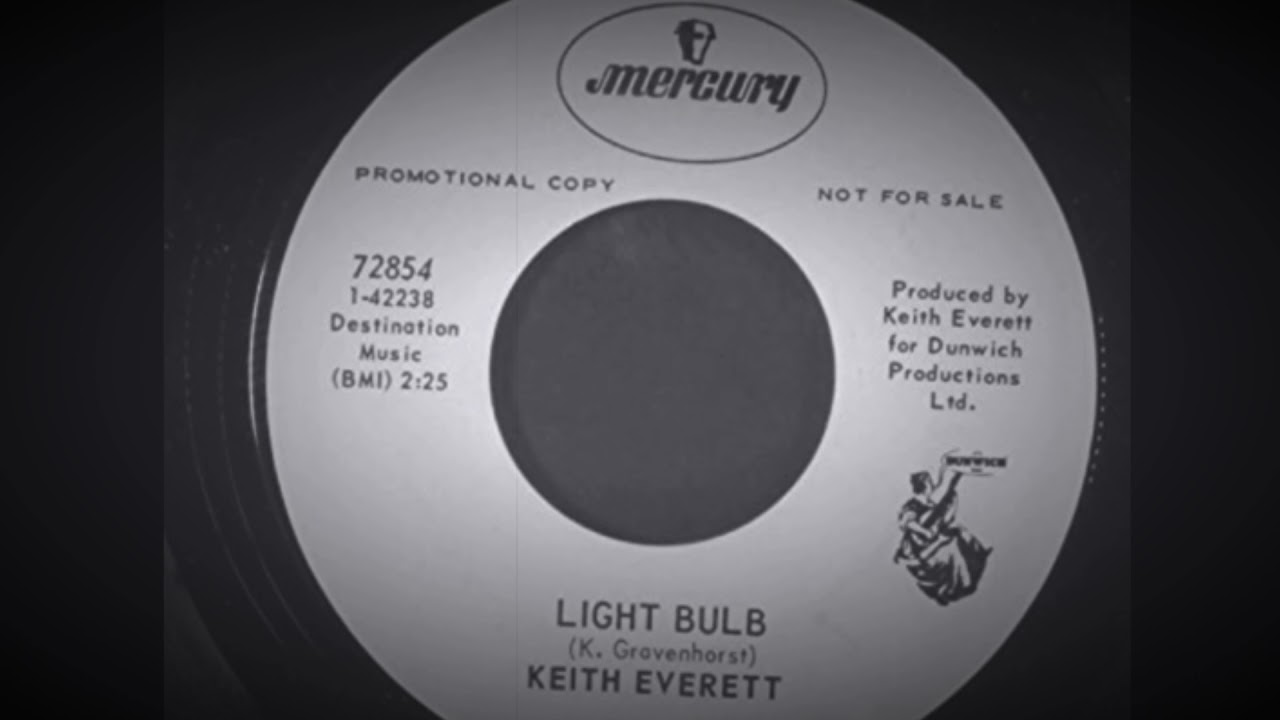 mercury
PROMOTIONAL COPY
NOT FOR SALE
72854
1-42238
Destination
Music
(BMI) 2:25
Produced by
Keith Everett
for Dunwich
Productions
Ltd.
DUNWICH
LIGHT BULB
(K. Gravenhorst)
KEITH EVERETT